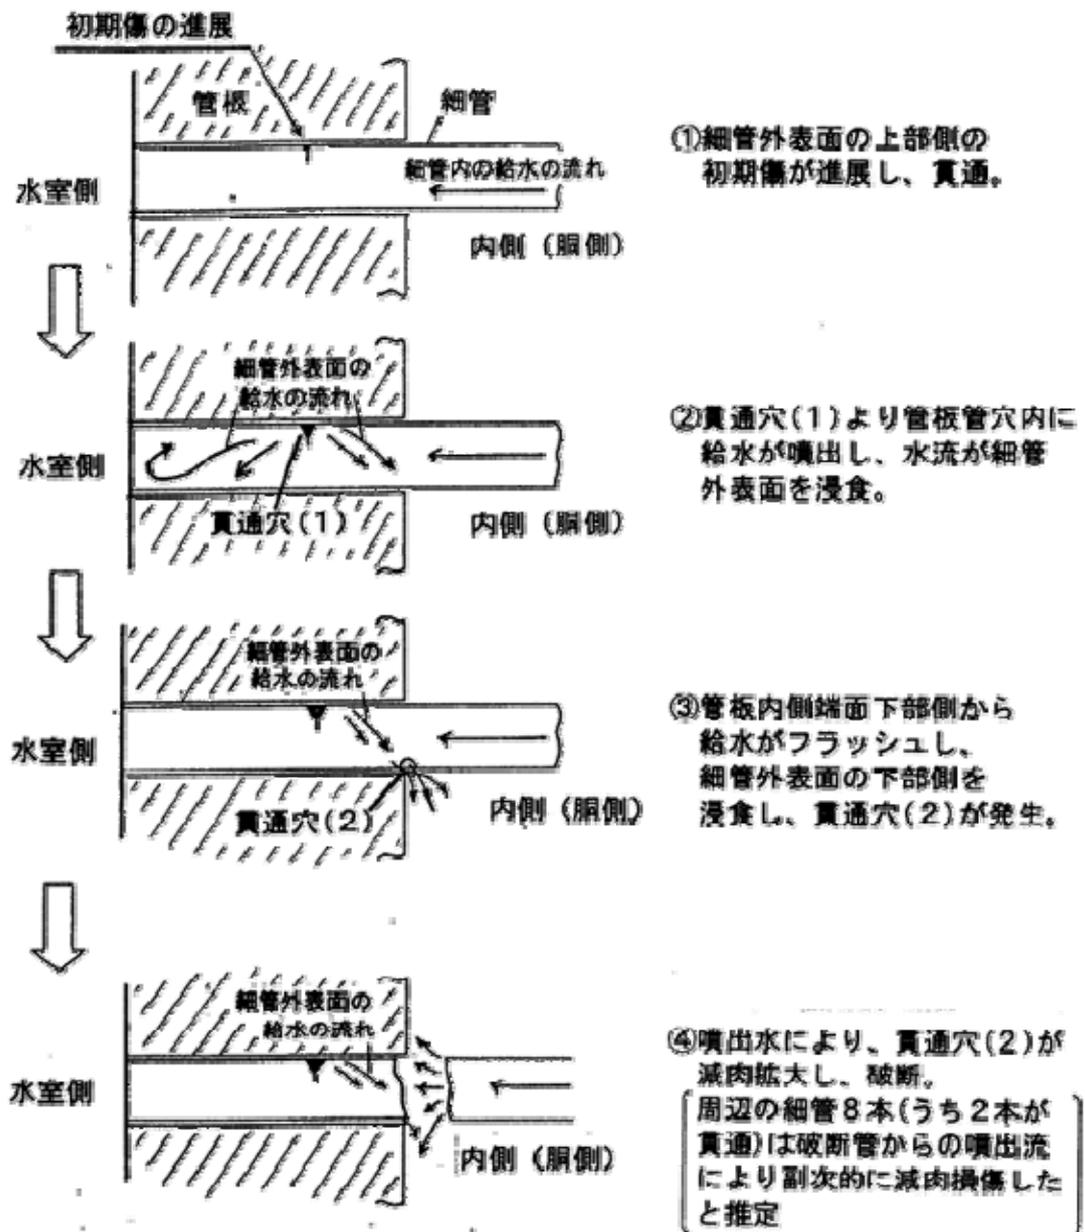 初期傷の進展
管板
細管
細管内の給水の流れ
水室側
内側（胴側）
①細管外表面の上部側の
初期傷が進展し、貫通。
細管外表面の
給水の流れ
水室側
貫通穴(1)
内側（胴側）
②貫通穴(1)より管板管穴内に
給水が噴出し、水流が細管
外表面を浸食。
細管外表面の
給水の流れ
水室側
貫通穴(2)
内側（胴側）
③管板内側端面下部側から
給水がフラッシュし、
細管外表面の下部側を
浸食し、貫通穴(2)が発生。
細管外表面の
給水の流れ
水室側
内側（胴側）
④噴出水により、貫通穴(2)が
減肉拡大し、破断。
周辺の細管8本(うち2本が
貫通)は破断管からの噴出流
により副次的に減肉損傷した
と推定